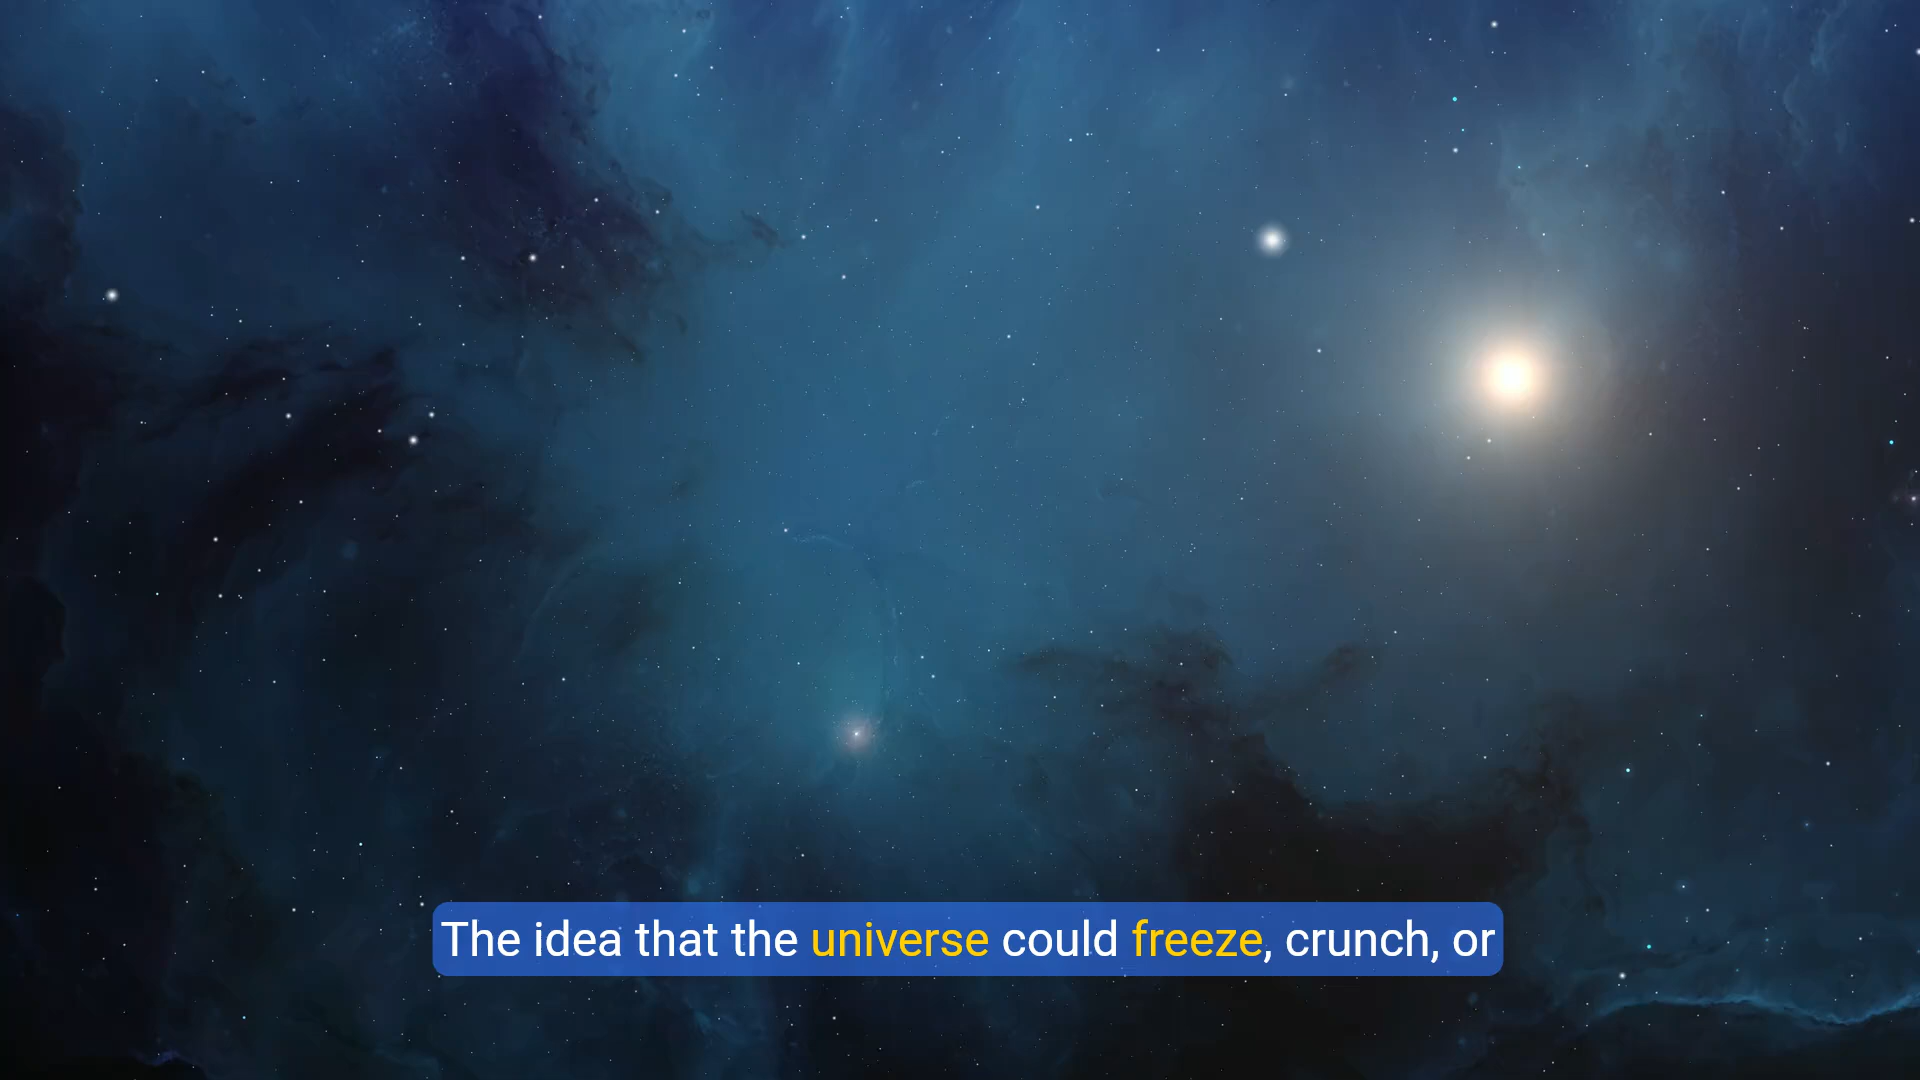 The idea that the universe could freeze, crunch, or